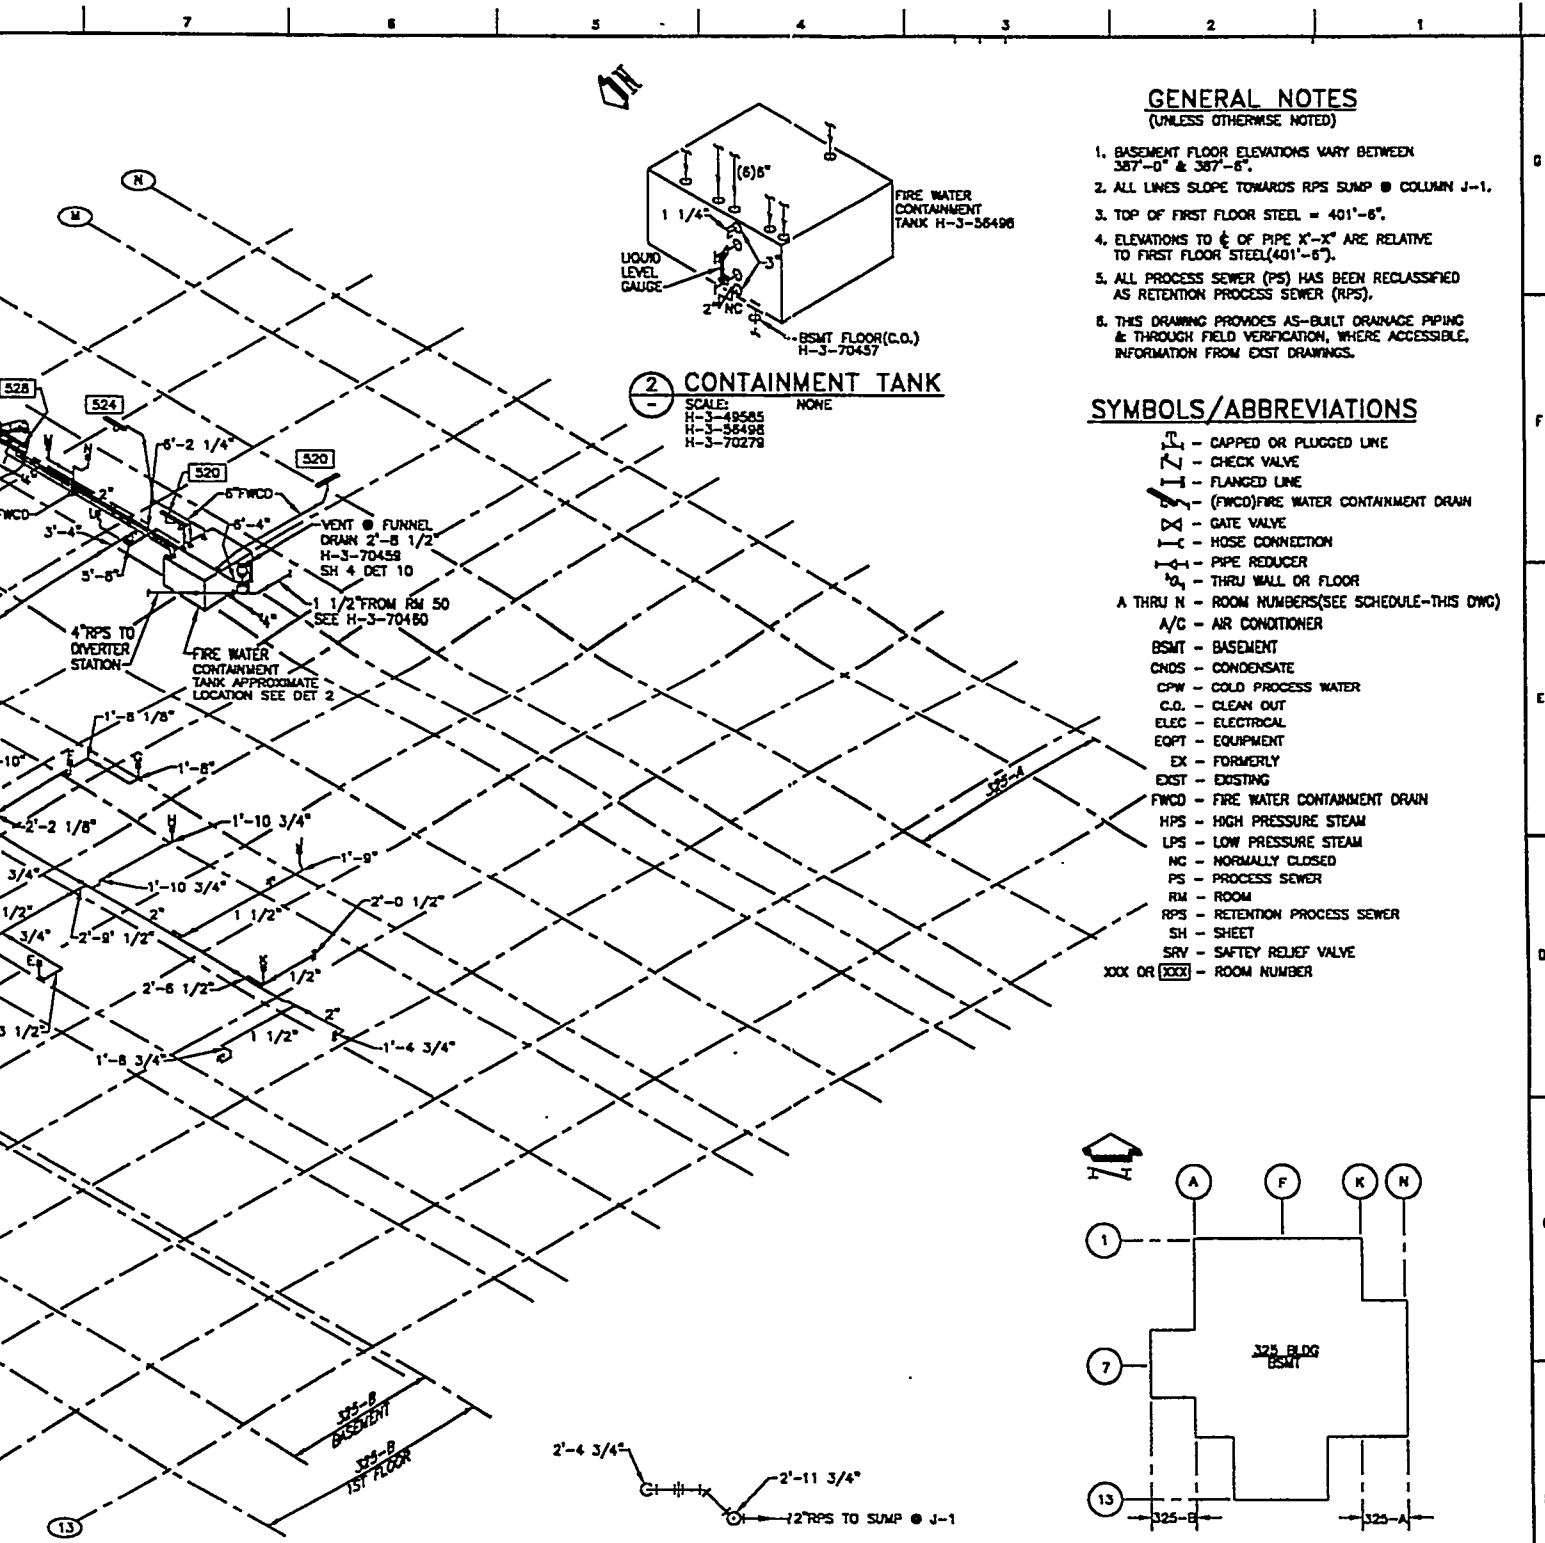 7
6
5
4
3
2
1
N
GENERAL NOTES
(UNLESS OTHERWISE NOTED)
1. BASEMENT FLOOR ELEVATIONS VARY BETWEEN
387'-0" & 387'-6".
2. ALL LINES SLOPE TOWARDS RPS SUMP @ COLUMN J-1.
3. TOP OF FIRST FLOOR STEEL = 401'-6".
4. ELEVATIONS TO ℄ OF PIPE X'-X" ARE RELATIVE
TO FIRST FLOOR STEEL(401'-6").
5. ALL PROCESS SEWER (PS) HAS BEEN RECLASSIFIED
AS RETENTION PROCESS SEWER (RPS).
6. THIS DRAWING PROVIDES AS-BUILT DRAINAGE PIPING
& THROUGH FIELD VERIFICATION, WHERE ACCESSIBLE,
INFORMATION FROM EXST DRAWINGS.
G
F
E
D
SYMBOLS/ABBREVIATIONS
- CAPPED OR PLUGGED LINE
- CHECK VALVE
- FLANGED LINE
- (FWCD)FIRE WATER CONTAINMENT DRAIN
- GATE VALVE
- HOSE CONNECTION
- PIPE REDUCER
- THRU WALL OR FLOOR
A THRU N - ROOM NUMBERS(SEE SCHEDULE-THIS DWG)
A/C - AIR CONDITIONER
BSMT - BASEMENT
CNDS - CONDENSATE
CPW - COLD PROCESS WATER
C.O. - CLEAN OUT
ELEC - ELECTRICAL
EQPT - EQUIPMENT
EX - FORMERLY
EXST - EXISTING
FWCD - FIRE WATER CONTAINMENT DRAIN
HPS - HIGH PRESSURE STEAM
LPS - LOW PRESSURE STEAM
NC - NORMALLY CLOSED
PS - PROCESS SEWER
RM - ROOM
RPS - RETENTION PROCESS SEWER
SH - SHEET
SRV - SAFTEY RELIEF VALVE
XXX OR XXX - ROOM NUMBER
(6)6"
1 1/4"
3"
LIQUID
LEVEL
GAUGE
2" NC
FIRE WATER
CONTAINMENT
TANK H-3-56496
BSMT FLOOR(C.O.)
H-3-70457
2
-
CONTAINMENT TANK
SCALE: NONE
H-3-49585
H-3-56496
H-3-70279
N
M
528
524
520
520
6'-2 1/4"
6"FWCD
6'-4"
2"
FWCD
3'-4"
5'-8"
N
VENT @ FUNNEL
DRAIN 2'-8 1/2"
H-3-70459
SH 4 DET 10
1 1/2"FROM RM 50
SEE H-3-70460
4"
4"RPS TO
DIVERTER
STATION
FIRE WATER
CONTAINMENT
TANK APPROXIMATE
LOCATION SEE DET 2
1'-8 1/8"
-10"
F
G
1'-8"
2'-2 1/8"
H
1'-10 3/4"
1'-10 3/4"
3/4"
1/2"
3/4"
2'-9' 1/2"
2"
1 1/2"
1'-9"
2'-0 1/2"
E
3 1/2"
K
1/2"
2'-6 1/2"
2"
1 1/2"
1'-8 3/4"
1'-4 3/4"
325-A
325-B
BASEMENT
325-B
1ST FLOOR
13
2'-4 3/4"
2'-11 3/4"
2"RPS TO SUMP @ J-1
N
A
F
K
N
1
7
13
325 BLDG
BSMT
325-B
325-A